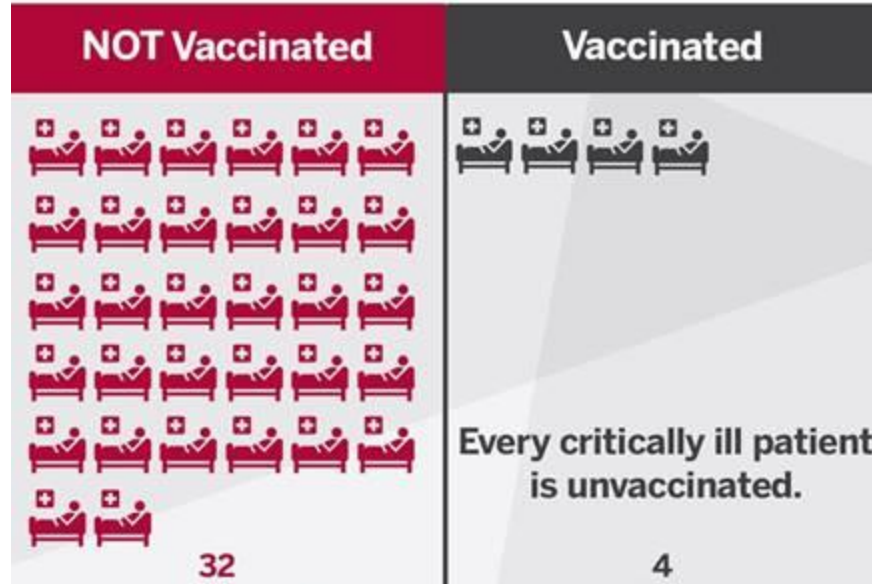 NOT Vaccinated
Vaccinated
Every critically ill patient
is unvaccinated.
32
4